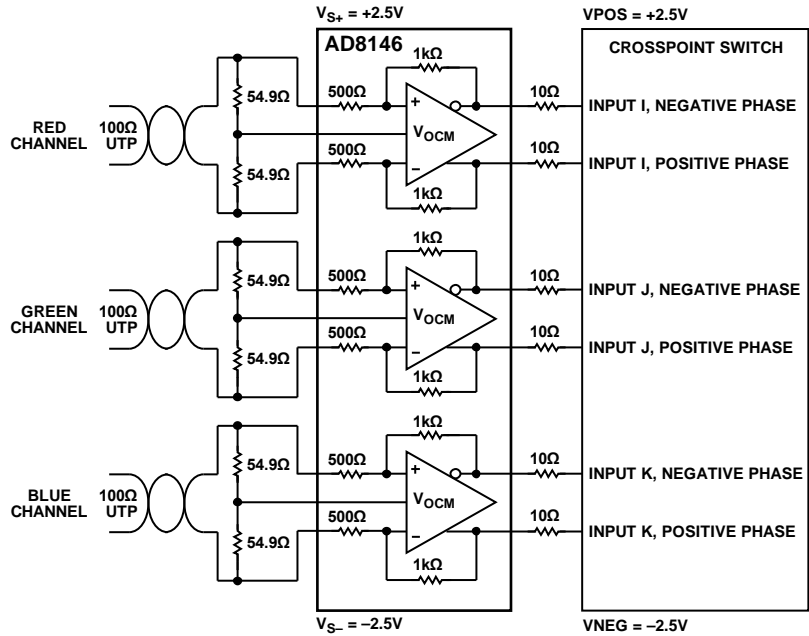 VS+ = +2.5V
VPOS = +2.5V
AD8146
CROSSPOINT SWITCH
1kΩ
500Ω
10Ω
54.9Ω
+
INPUT I, NEGATIVE PHASE
RED
CHANNEL
100Ω
UTP
VOCM
500Ω
10Ω
54.9Ω
–
INPUT I, POSITIVE PHASE
1kΩ
1kΩ
500Ω
10Ω
54.9Ω
+
INPUT J, NEGATIVE PHASE
GREEN
CHANNEL
100Ω
UTP
VOCM
500Ω
10Ω
54.9Ω
–
INPUT J, POSITIVE PHASE
1kΩ
1kΩ
500Ω
10Ω
54.9Ω
+
INPUT K, NEGATIVE PHASE
BLUE
CHANNEL
100Ω
UTP
VOCM
500Ω
10Ω
54.9Ω
–
INPUT K, POSITIVE PHASE
1kΩ
VS– = –2.5V
VNEG = –2.5V